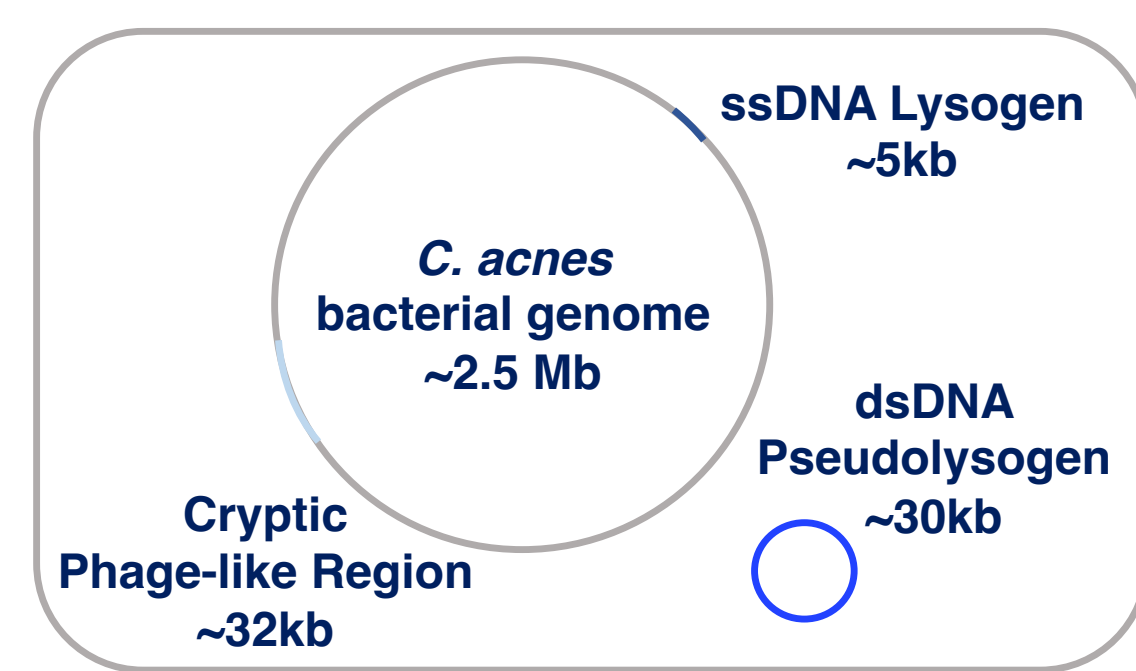 ssDNA Lysogen
~5kb
C. acnes
bacterial genome
~2.5 Mb
dsDNA
Pseudolysogen
~30kb
Cryptic
Phage-like Region
~32kb